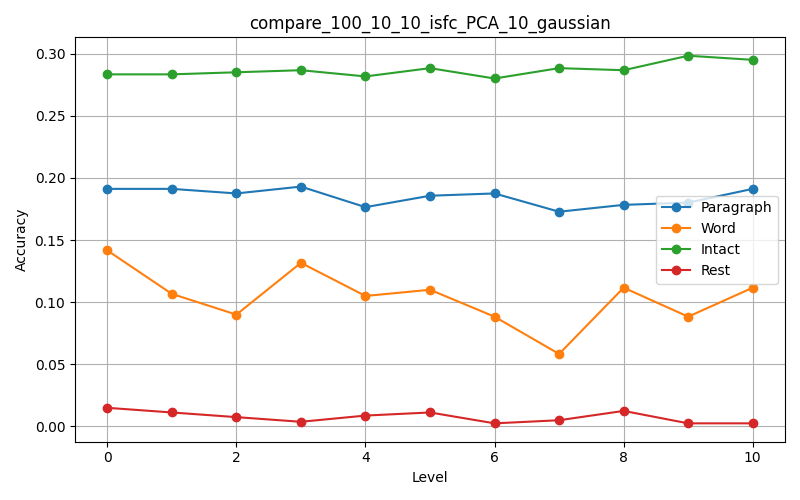 compare_100_10_10_isfc_PCA_10_gaussian
0.30
0.25
0.20
0.15
0.10
0.05
0.00
Accuracy
Paragraph
Word
Intact
Rest
0 2 4 6 8 10
Level